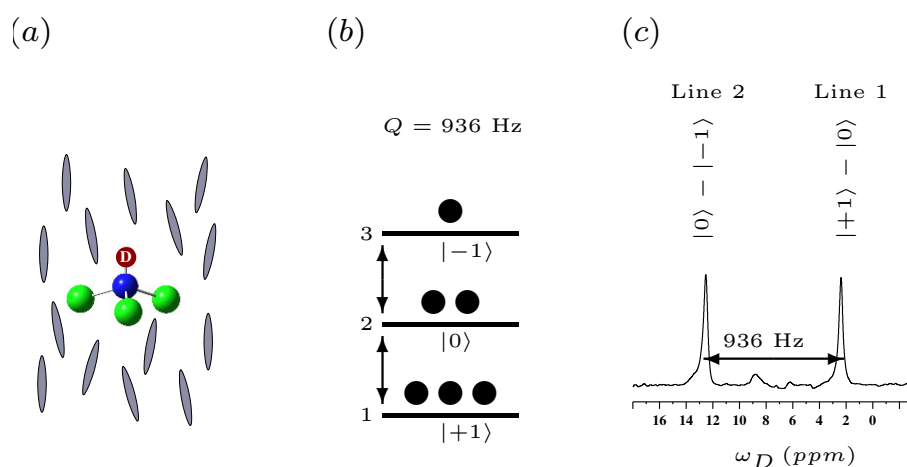 (a)
D
(b)
Q = 936 Hz
3
|−1⟩
2
|0⟩
1
|+1⟩
(c)
Line 2 Line 1
|0⟩ − |−1⟩
|+1⟩ − |0⟩
936 Hz
18 16 14 12 10 8 6 4 2 0
ω_D (ppm)